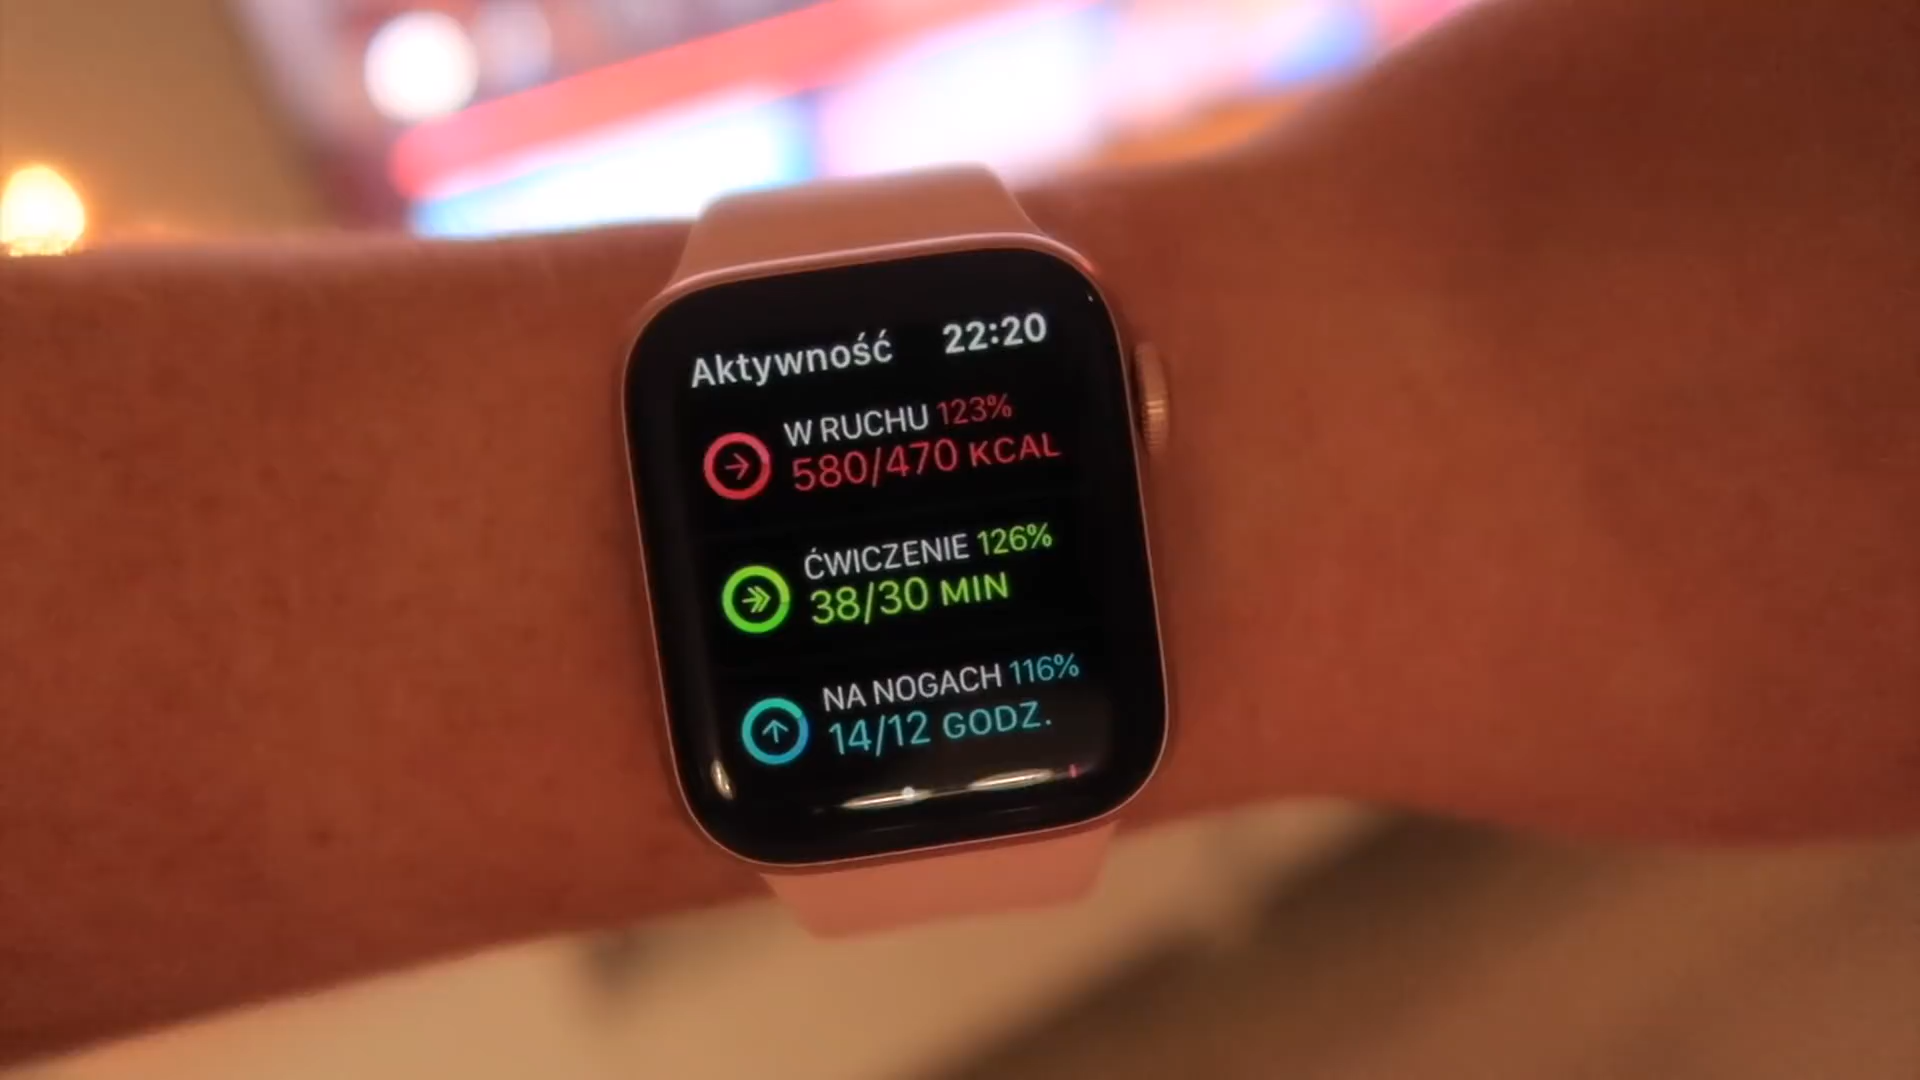 Aktywność 22:20
W RUCHU 123%
580/470 KCAL
ĆWICZENIE 126%
38/30 MIN
NA NOGACH 116%
14/12 GODZ.